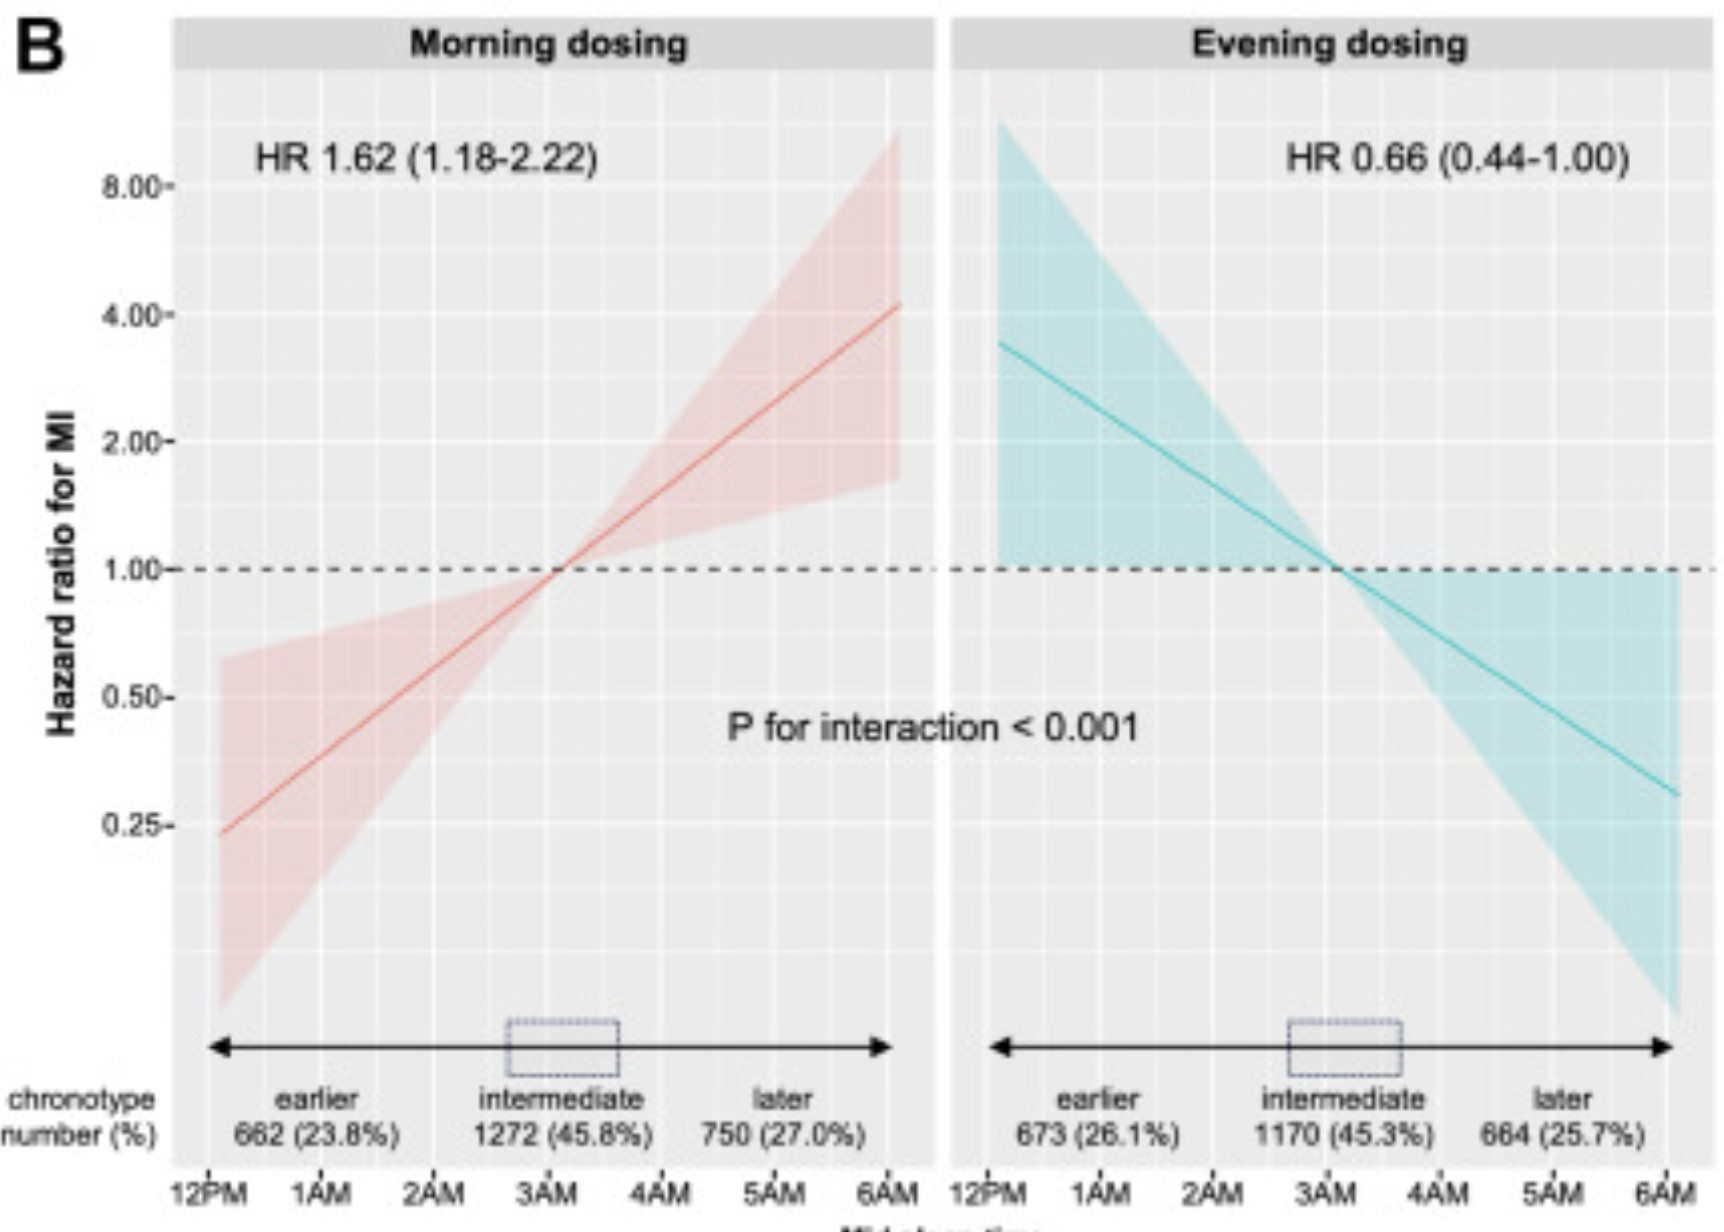 B
Morning dosing
Evening dosing
HR 1.62 (1.18-2.22)
HR 0.66 (0.44-1.00)
Hazard ratio for MI
8.00
4.00
2.00
1.00
0.50
0.25
P for interaction < 0.001
chronotype
number (%)
earlier
662 (23.8%)
intermediate
1272 (45.8%)
later
750 (27.0%)
earlier
673 (26.1%)
intermediate
1170 (45.3%)
later
664 (25.7%)
12PM 1AM 2AM 3AM 4AM 5AM 6AM
12PM 1AM 2AM 3AM 4AM 5AM 6AM